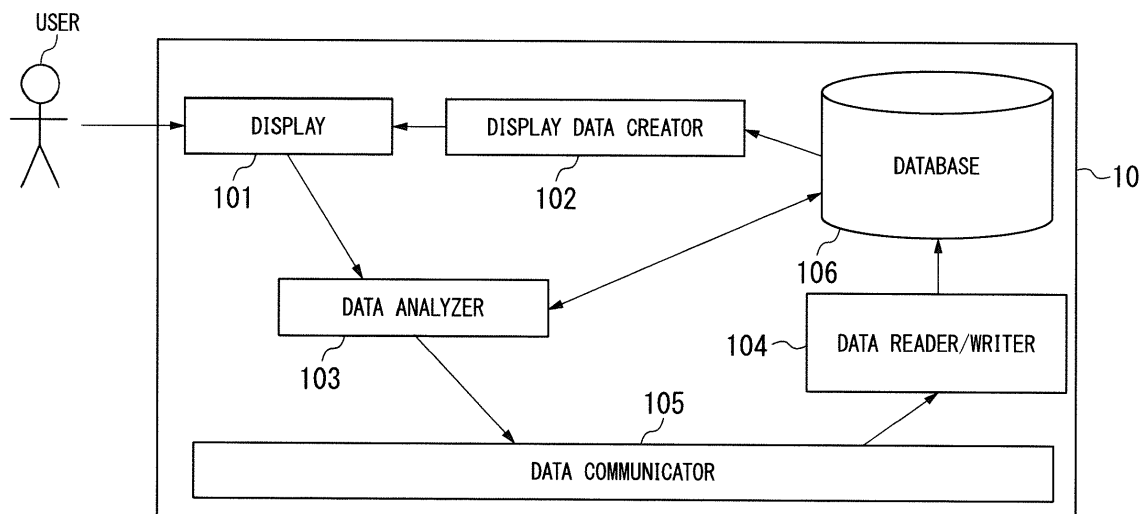 USER
DISPLAY
101
DISPLAY DATA CREATOR
102
DATABASE
106
10
DATA ANALYZER
103
104
DATA READER/WRITER
105
DATA COMMUNICATOR